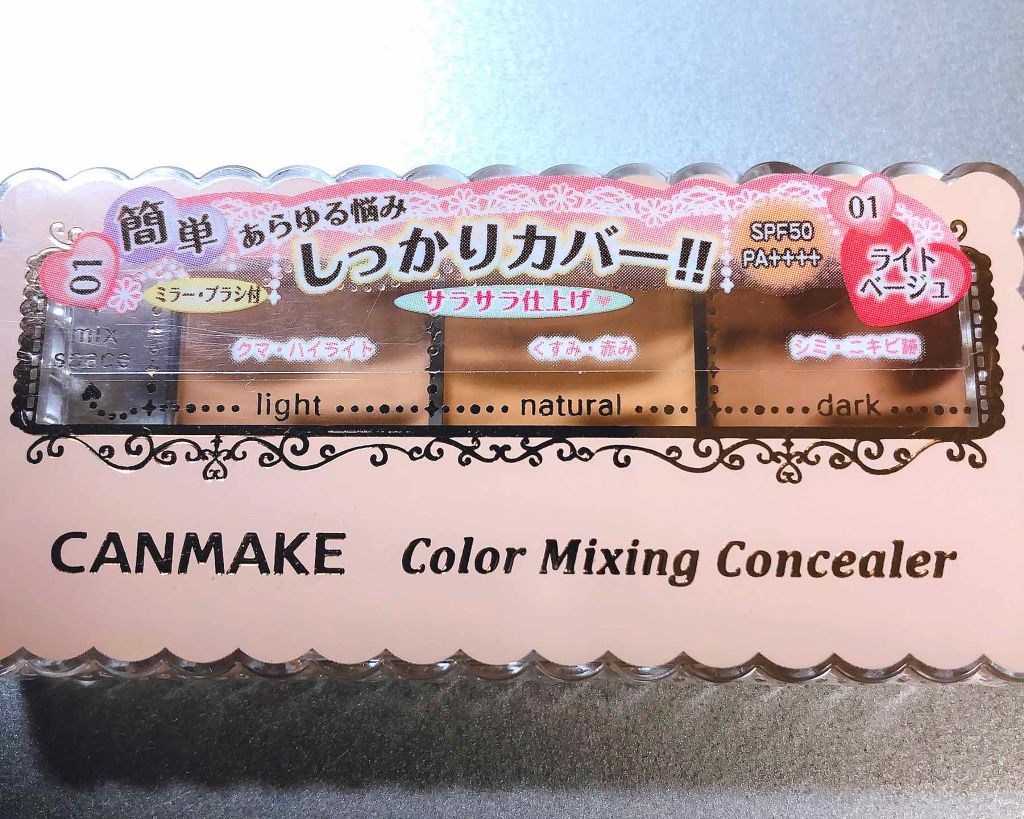 簡単 あらゆる悩み
しっかりカバー!!
サラサラ仕上げ♥
ミラー・ブラシ付
01
SPF50
PA++++
01
ライト
ベージュ
mix
space
クマ・ハイライト
くすみ・赤み
シミ・ニキビ跡
light
natural
dark
CANMAKE Color Mixing Concealer